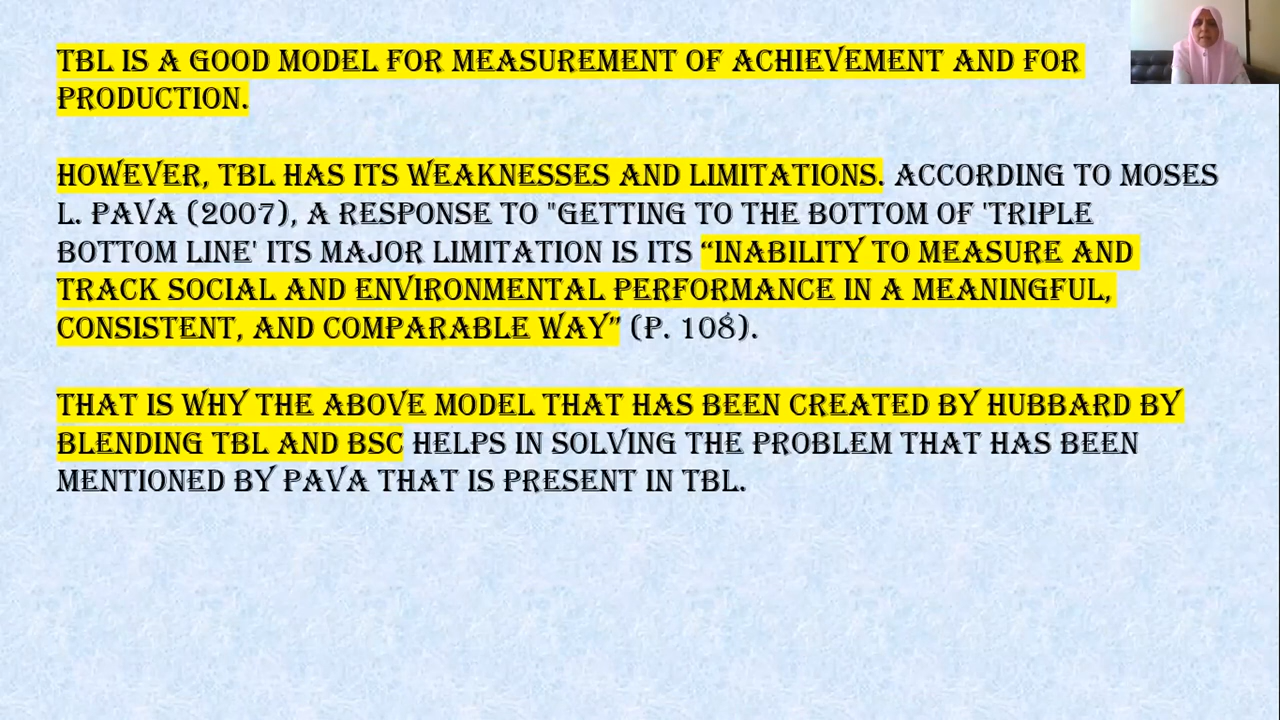 TBL IS A GOOD MODEL FOR MEASUREMENT OF ACHIEVEMENT AND FOR
PRODUCTION.
HOWEVER, TBL HAS ITS WEAKNESSES AND LIMITATIONS. ACCORDING TO MOSES
L. PAVA (2007), A RESPONSE TO "GETTING TO THE BOTTOM OF 'TRIPLE
BOTTOM LINE' ITS MAJOR LIMITATION IS ITS “INABILITY TO MEASURE AND
TRACK SOCIAL AND ENVIRONMENTAL PERFORMANCE IN A MEANINGFUL,
CONSISTENT, AND COMPARABLE WAY” (P. 108).
THAT IS WHY THE ABOVE MODEL THAT HAS BEEN CREATED BY HUBBARD BY
BLENDING TBL AND BSC HELPS IN SOLVING THE PROBLEM THAT HAS BEEN
MENTIONED BY PAVA THAT IS PRESENT IN TBL.